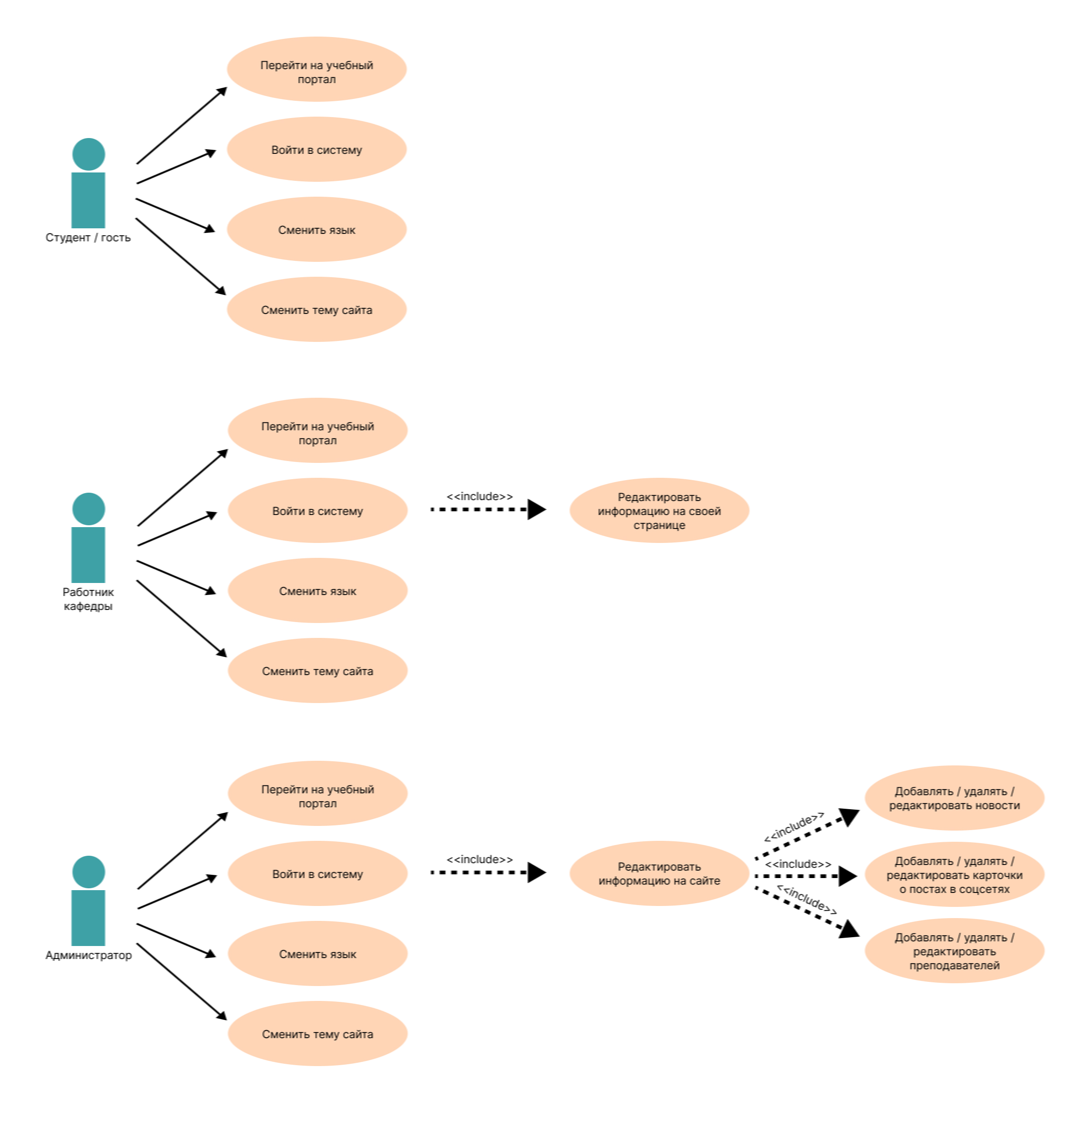 Перейти на учебный
портал
Войти в систему
Сменить язык
Сменить тему сайта
Студент / гость
Перейти на учебный
портал
Войти в систему
<<include>>
Редактировать
информацию на своей
странице
Сменить язык
Сменить тему сайта
Работник
кафедры
Перейти на учебный
портал
Войти в систему
<<include>>
Редактировать
информацию на сайте
<<include>>
Добавлять / удалять /
редактировать новости
<<include>>
Добавлять / удалять /
редактировать карточки
о постах в соцсетях
<<include>>
Добавлять / удалять /
редактировать
преподавателей
Сменить язык
Сменить тему сайта
Администратор